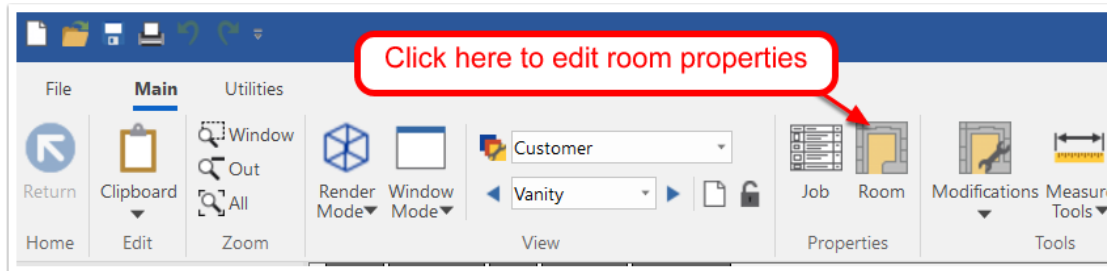 Click here to edit room properties
File Main Utilities
Window
Out
All
Customer
Vanity
Return Clipboard Render Mode Window Mode Job Room Modifications Measure Tools
Home Edit Zoom View Properties Tools